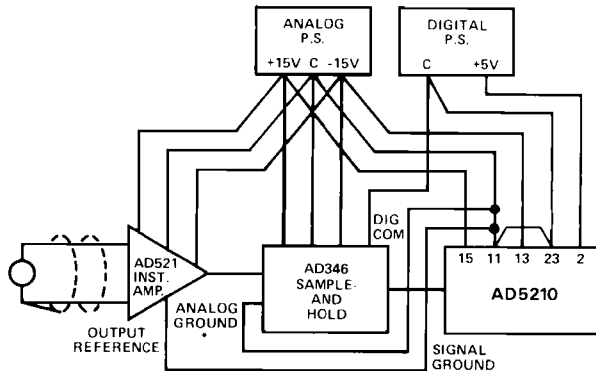 ANALOG
P.S.
+15V C -15V
DIGITAL
P.S.
C +5V
DIG
COM
AD521
INST.
AMP.
AD346
SAMPLE-
AND
HOLD
15 11 13 23 2
AD5210
OUTPUT
REFERENCE
ANALOG
GROUND
SIGNAL
GROUND